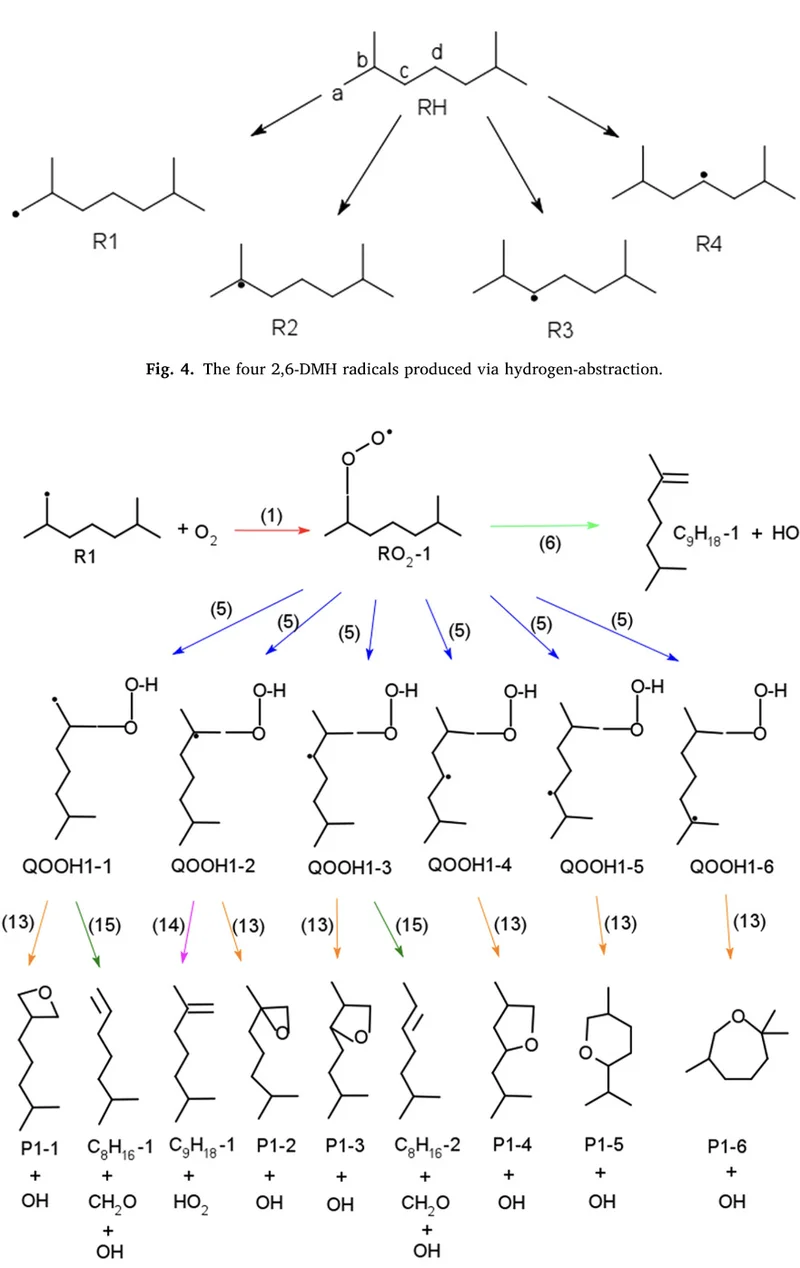 b
d
c
a
RH
R1
R4
R2
R3
Fig. 4. The four 2,6-DMH radicals produced via hydrogen-abstraction.
O•
O
(1)
+ O2
R1
RO2-1
(6)
C9H18-1 + HO
(5) (5) (5) (5) (5) (5)
O-H O-H O-H O-H O-H O-H
O O O O O O
QOOH1-1 QOOH1-2 QOOH1-3 QOOH1-4 QOOH1-5 QOOH1-6
(13) (15) (14) (13) (13) (15) (13) (13) (13)
O O O O O O
P1-1 C8H16-1 C9H18-1 P1-2 P1-3 C8H16-2 P1-4 P1-5 P1-6
+ + + + + + + + +
OH CH2O HO2 OH OH CH2O OH OH OH
+ +
OH OH